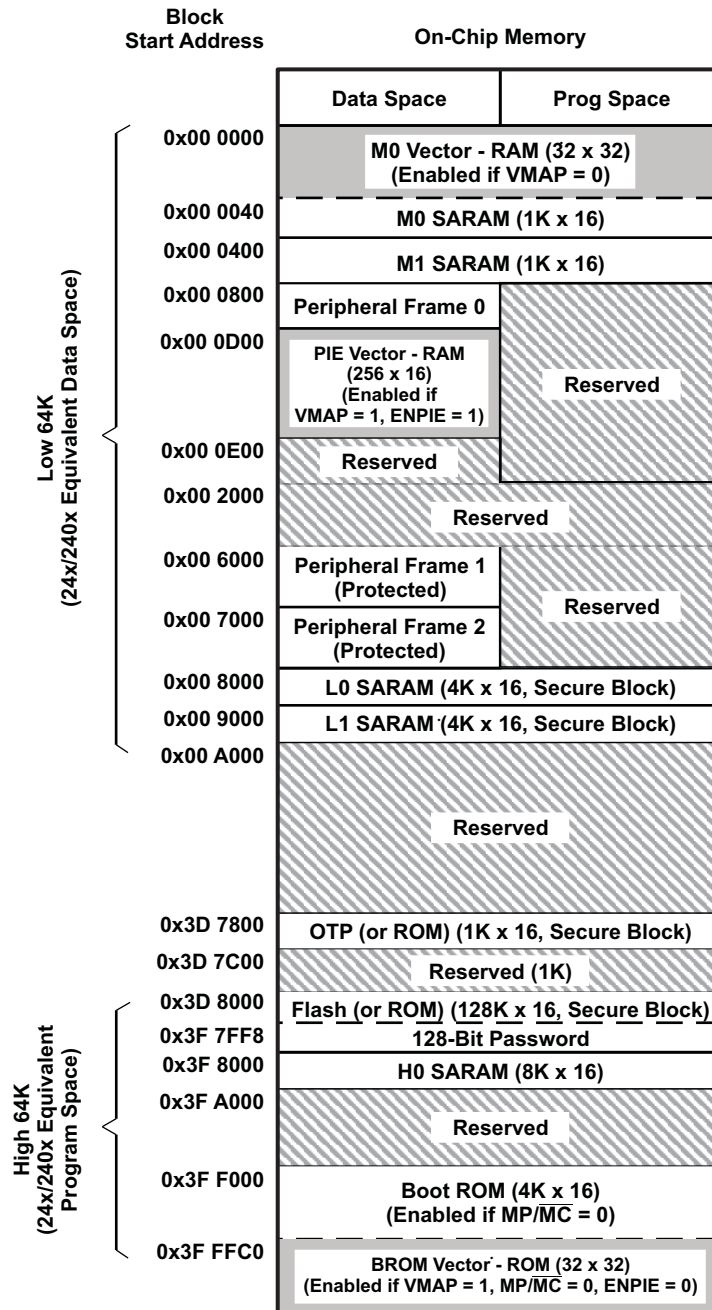 Block
Start Address
On-Chip Memory
Data Space
Prog Space
0x00 0000
M0 Vector - RAM (32 x 32)
(Enabled if VMAP = 0)
0x00 0040
M0 SARAM (1K x 16)
0x00 0400
M1 SARAM (1K x 16)
0x00 0800
Peripheral Frame 0
0x00 0D00
PIE Vector - RAM
(256 x 16)
(Enabled if
VMAP = 1, ENPIE = 1)
Reserved
0x00 0E00
Reserved
0x00 2000
Reserved
0x00 6000
Peripheral Frame 1
(Protected)
Reserved
0x00 7000
Peripheral Frame 2
(Protected)
0x00 8000
L0 SARAM (4K x 16, Secure Block)
0x00 9000
L1 SARAM (4K x 16, Secure Block)
0x00 A000
Low 64K
(24x/240x Equivalent Data Space)
Reserved
0x3D 7800
OTP (or ROM) (1K x 16, Secure Block)
0x3D 7C00
Reserved (1K)
0x3D 8000
Flash (or ROM) (128K x 16, Secure Block)
0x3F 7FF8
128-Bit Password
0x3F 8000
H0 SARAM (8K x 16)
0x3F A000
Reserved
0x3F F000
Boot ROM (4K x 16)
(Enabled if MP/MC = 0)
0x3F FFC0
BROM Vector - ROM (32 x 32)
(Enabled if VMAP = 1, MP/MC = 0, ENPIE = 0)
High 64K
(24x/240x Equivalent
Program Space)